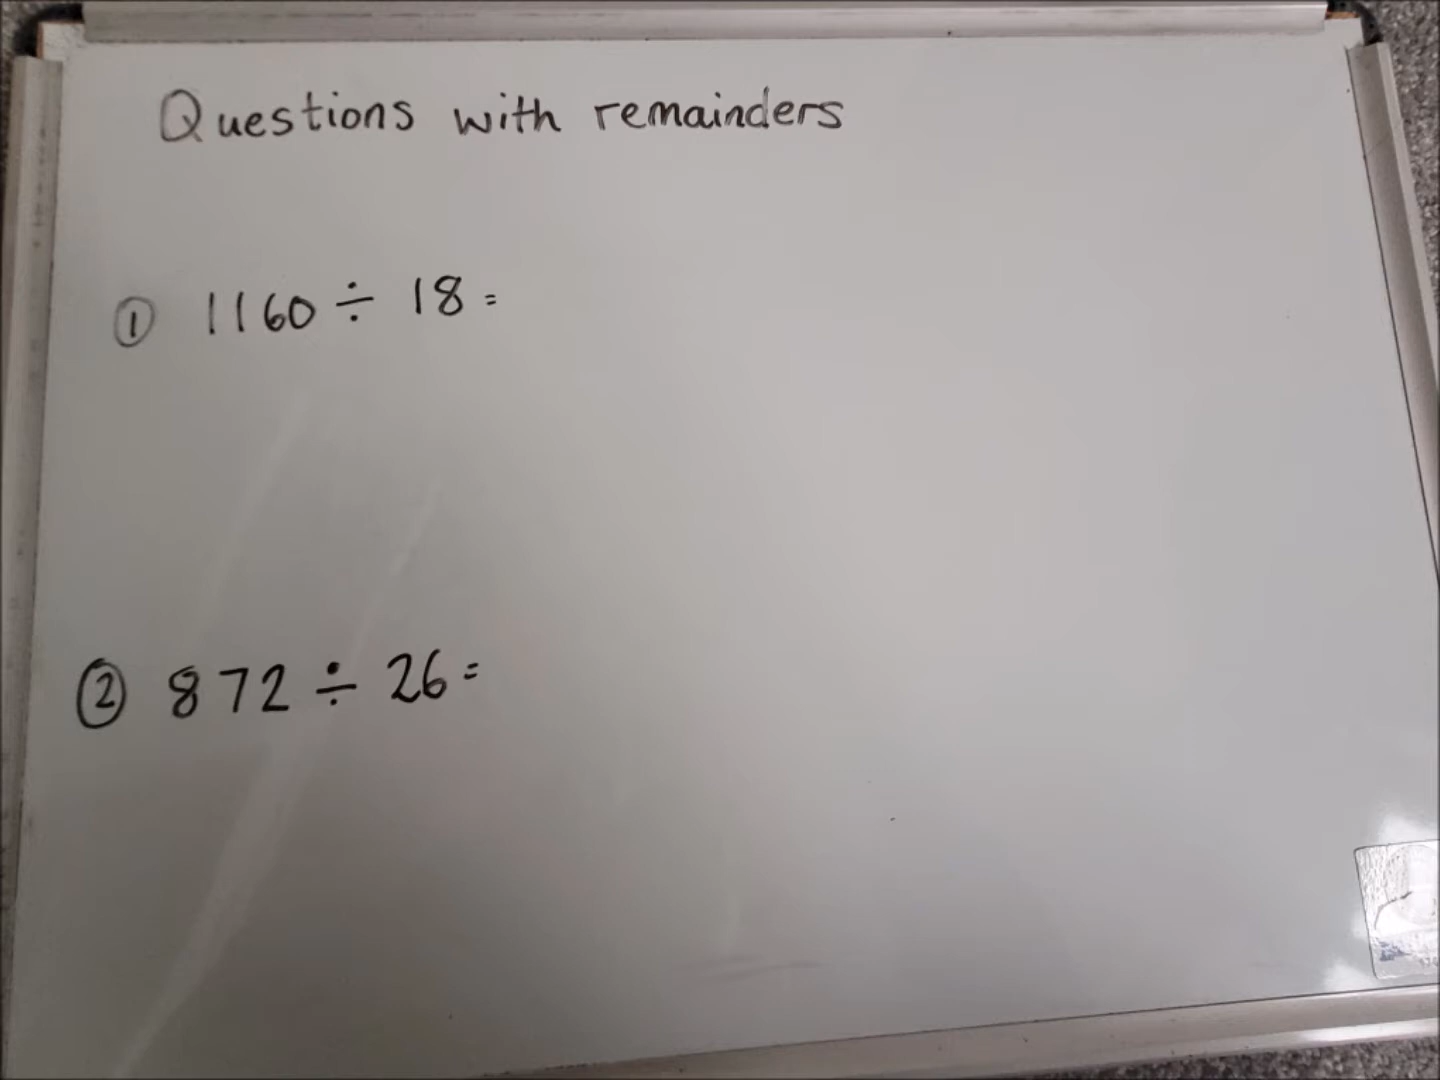 Questions with remainders
① 1160 ÷ 18 =
② 872 ÷ 26 =